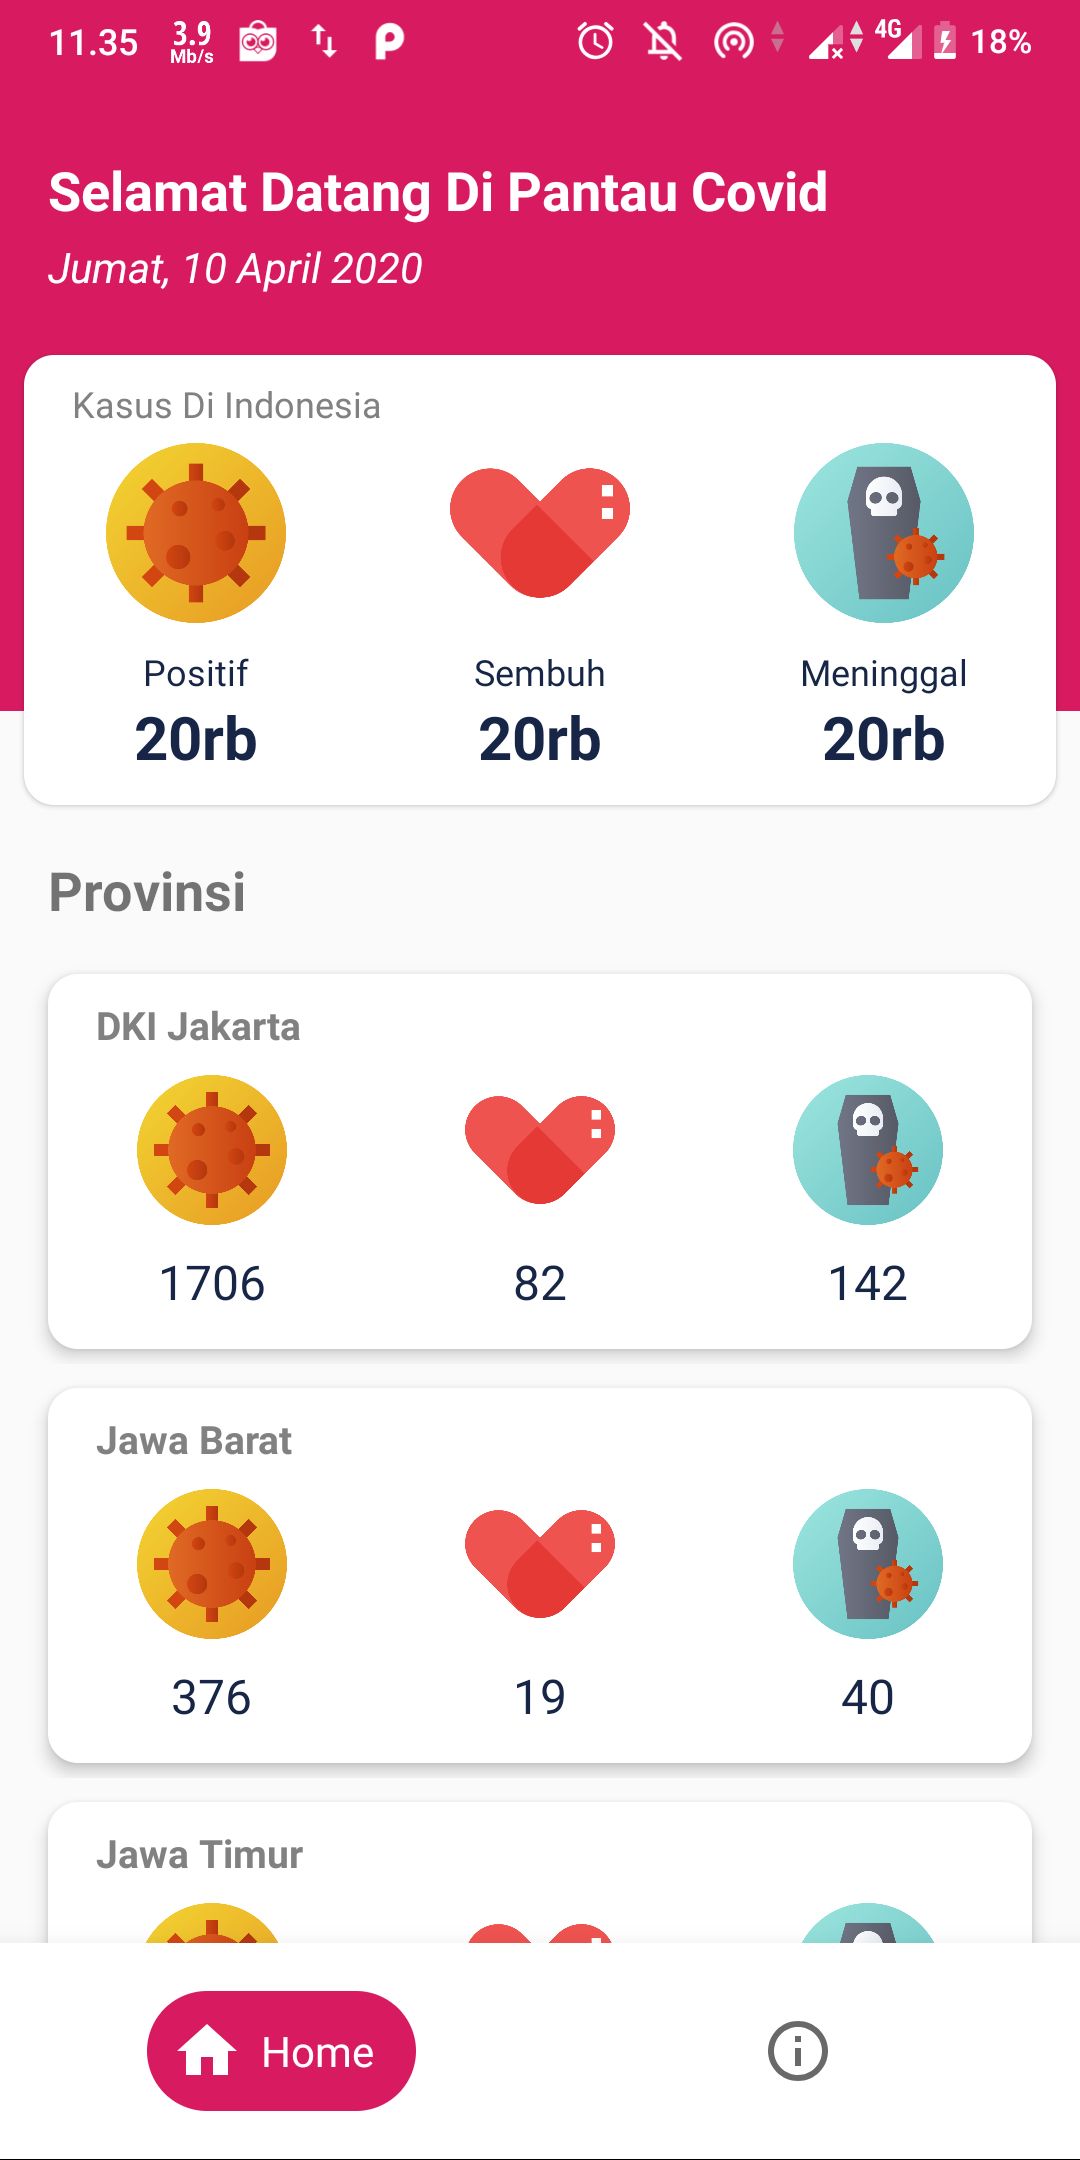 11.35 3.9 Mb/s 4G 18%
Selamat Datang Di Pantau Covid
Jumat, 10 April 2020
Kasus Di Indonesia
Positif Sembuh Meninggal
20rb 20rb 20rb
Provinsi
DKI Jakarta
1706 82 142
Jawa Barat
376 19 40
Jawa Timur
Home